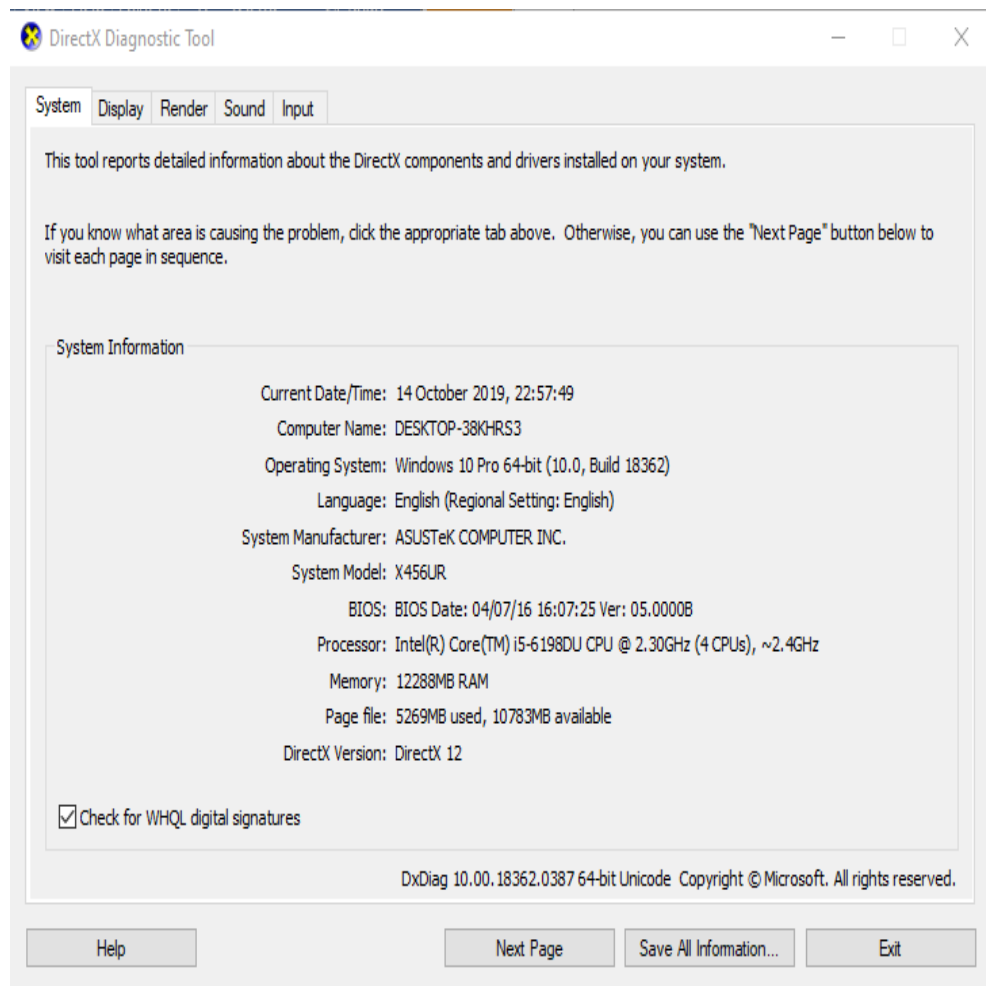 DirectX Diagnostic Tool
System Display Render Sound Input
This tool reports detailed information about the DirectX components and drivers installed on your system.
If you know what area is causing the problem, click the appropriate tab above. Otherwise, you can use the "Next Page" button below to
visit each page in sequence.
System Information
Current Date/Time: 14 October 2019, 22:57:49
Computer Name: DESKTOP-38KHRS3
Operating System: Windows 10 Pro 64-bit (10.0, Build 18362)
Language: English (Regional Setting: English)
System Manufacturer: ASUSTeK COMPUTER INC.
System Model: X456UR
BIOS: BIOS Date: 04/07/16 16:07:25 Ver: 05.0000B
Processor: Intel(R) Core(TM) i5-6198DU CPU @ 2.30GHz (4 CPUs), ~2.4GHz
Memory: 12288MB RAM
Page file: 5269MB used, 10783MB available
DirectX Version: DirectX 12
Check for WHQL digital signatures
DxDiag 10.00.18362.0387 64-bit Unicode Copyright © Microsoft. All rights reserved.
Help Next Page Save All Information... Exit